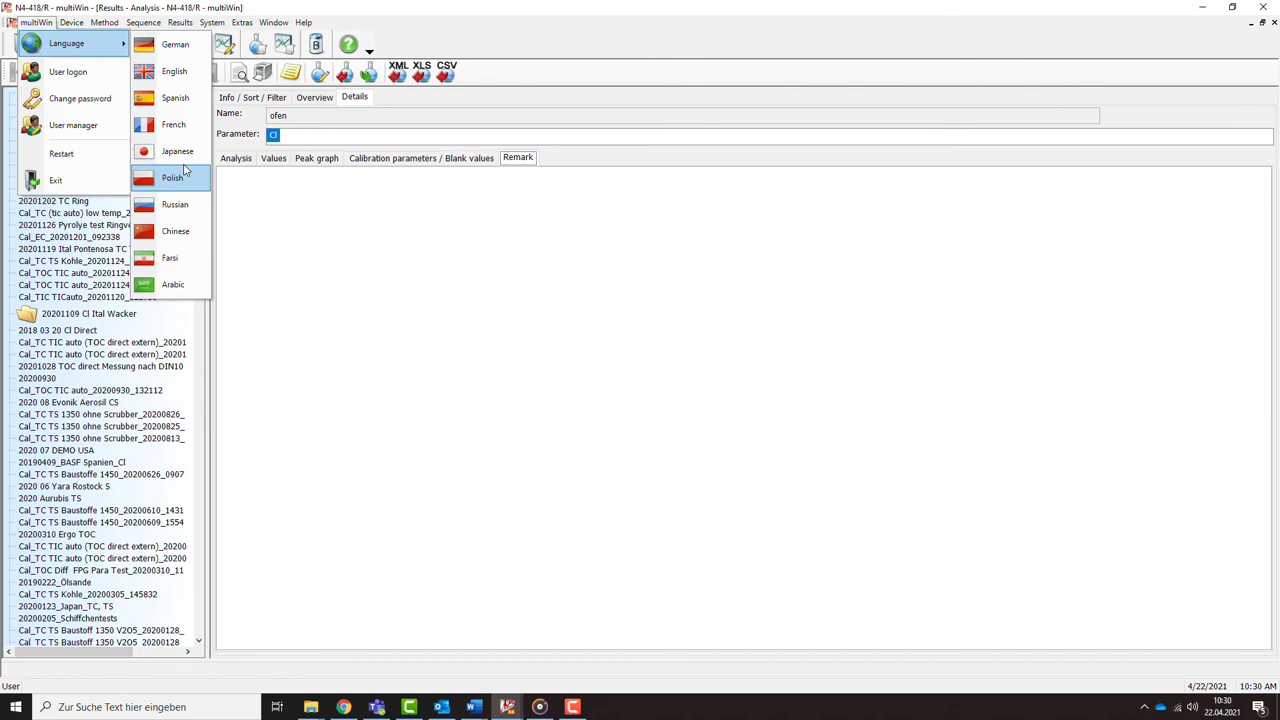 N4-418/R - multiWin - [Results - Analysis - N4-418/R - multiWin]
multiWin Device Method Sequence Results System Extras Window Help
Language
User logon
Change password
User manager
Restart
Exit
German
English
Spanish
French
Japanese
Polish
Russian
Chinese
Farsi
Arabic
B
?
XML XLS CSV
Info / Sort / Filter Overview Details
Name: ofen
Parameter: Cl
Analysis Values Peak graph Calibration parameters / Blank values Remark
20201202 TC Ring
Cal_TC (tic auto) low temp_2
20201126 Pyrolye test Ringve
Cal_EC_20201201_092338
20201119 Ital Pontenosa TC T
Cal_TC TS Kohle_20201124_
Cal_TOC TIC auto_20201124
Cal_TOC TIC auto_20201124
Cal_TIC TICauto_20201120_
20201109 Cl Ital Wacker
2018 03 20 Cl Direct
Cal_TC TIC auto (TOC direct extern)_20201
Cal_TC TIC auto (TOC direct extern)_20201
20201028 TOC direct Messung nach DIN10
20200930
Cal_TOC TIC auto_20200930_132112
2020 08 Evonik Aerosil CS
Cal_TC TS 1350 ohne Scrubber_20200826_
Cal_TC TS 1350 ohne Scrubber_20200825_
Cal_TC TS 1350 ohne Scrubber_20200813_
2020 07 DEMO USA
20190409_BASF Spanien_Cl
Cal_TC TS Baustoffe 1450_20200626_0907
2020 06 Yara Rostock S
2020 Aurubis TS
Cal_TC TS Baustoffe 1450_20200610_1431
Cal_TC TS Baustoffe 1450_20200609_1554
20200310 Ergo TOC
Cal_TC TIC auto (TOC direct extern)_20200
Cal_TC TIC auto (TOC direct extern)_20200
Cal_TOC Diff FPG Para Test_20200310_11
20190222_Ölsande
Cal_TC TS Kohle_20200305_145832
20200123_Japan_TC, TS
20200205_Schiffchentests
Cal_TC TS Baustoff 1350 V2O5_20200128_
Cal_TC TS Baustoff 1350 V2O5_20200128
User 4/22/2021 10:30 AM
Zur Suche Text hier eingeben
10:30
22.04.2021